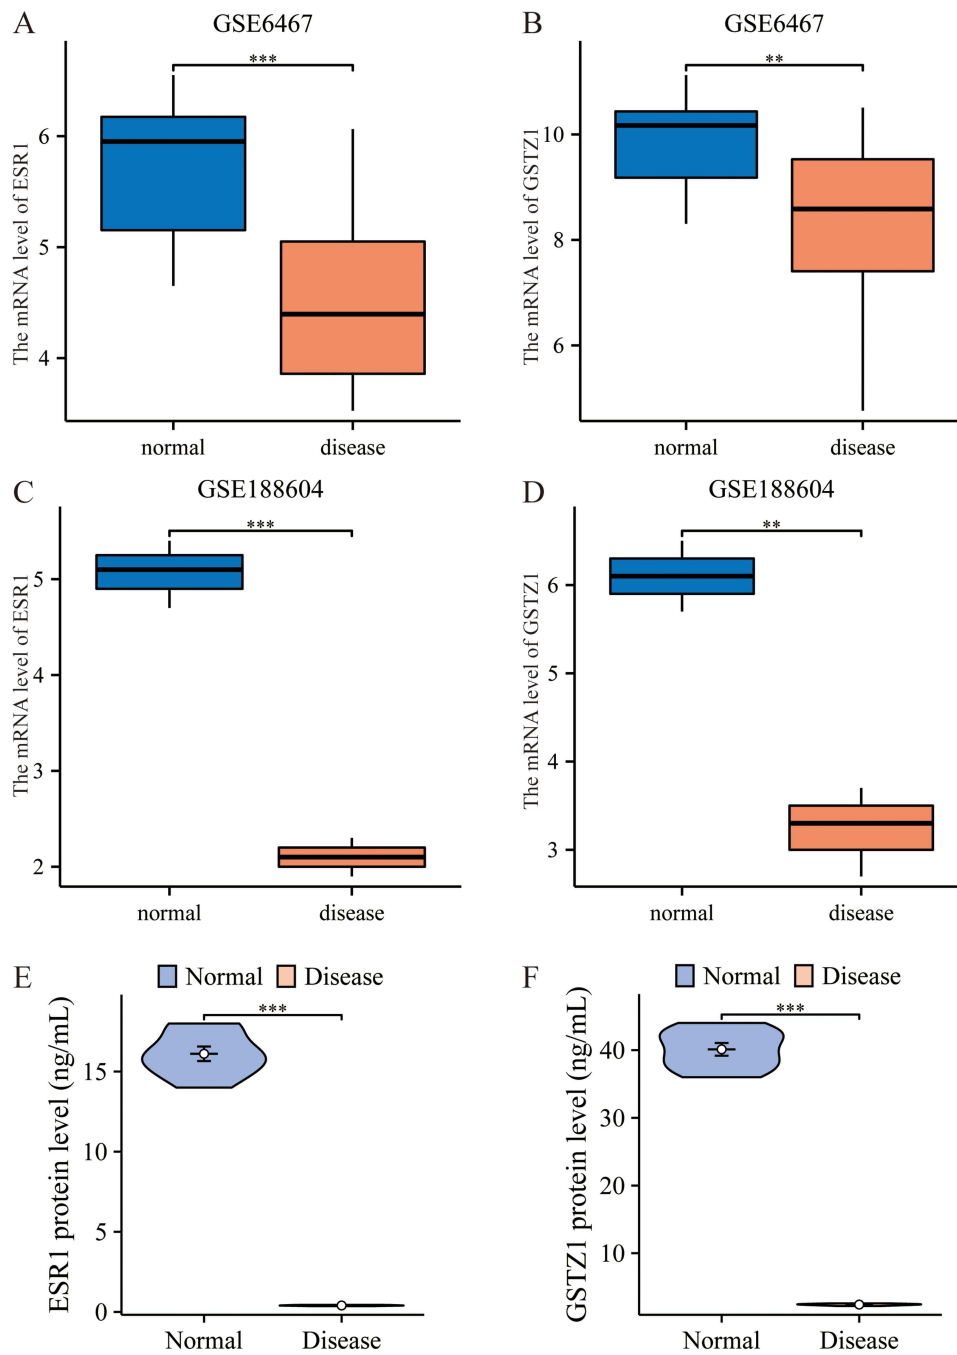 A
GSE6467
***
The mRNA level of ESR1
6
5
4
normal disease
B
GSE6467
**
The mRNA level of GSTZ1
10
8
6
normal disease
C
GSE188604
***
The mRNA level of ESR1
5
4
3
2
normal disease
D
GSE188604
**
The mRNA level of GSTZ1
6
5
4
3
normal disease
E
Normal Disease
***
ESR1 protein level (ng/mL)
15
10
5
0
Normal Disease
F
Normal Disease
***
GSTZ1 protein level (ng/mL)
40
30
20
10
Normal Disease